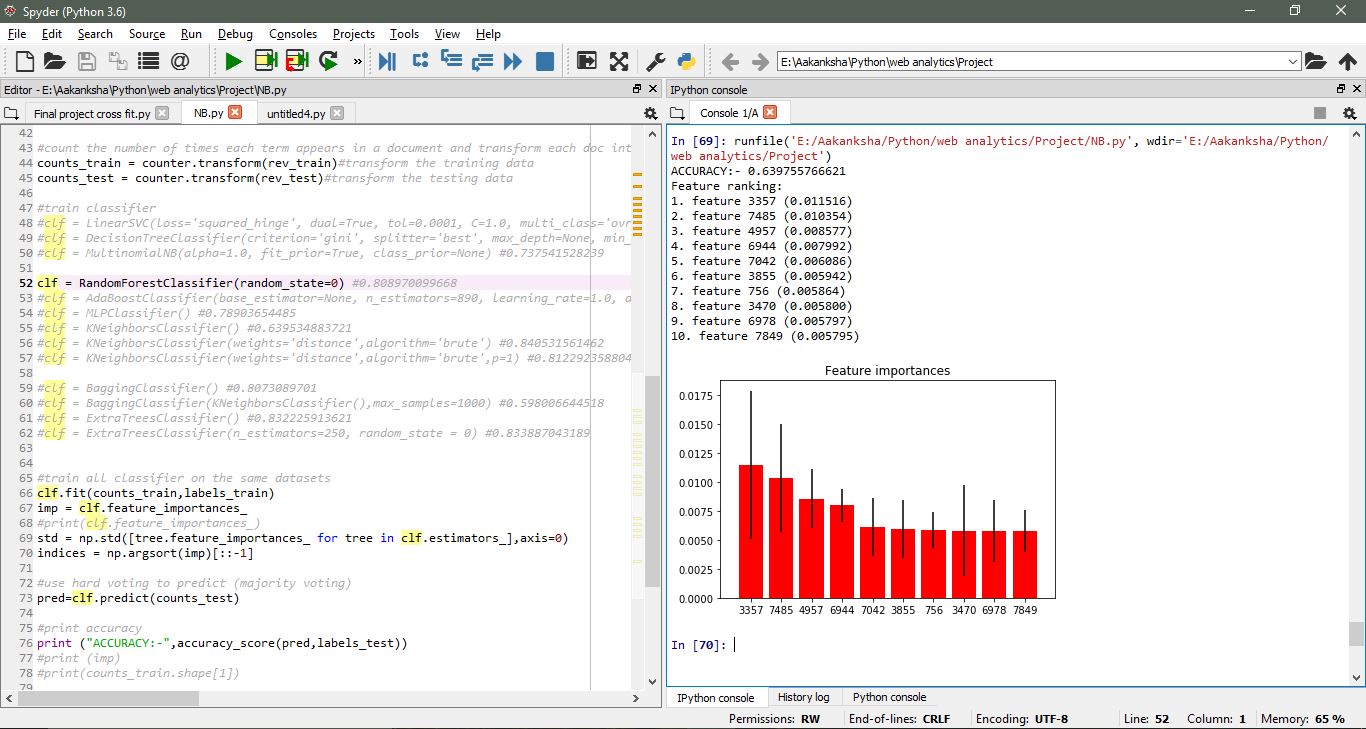 Spyder (Python 3.6)
File Edit Search Source Run Debug Consoles Projects Tools View Help
E:\Aakanksha\Python\web analytics\Project
Editor - E:\Aakanksha\Python\web analytics\Project\NB.py
Final project cross fit.py NB.py untitled4.py
42
43 #count the number of times each term appears in a document and transform each doc int
44 counts_train = counter.transform(rev_train)#transform the training data
45 counts_test = counter.transform(rev_test)#transform the testing data
46
47 #train classifier
48 #clf = LinearSVC(loss='squared_hinge', dual=True, tol=0.0001, C=1.0, multi_class='ovr
49 #clf = DecisionTreeClassifier(criterion='gini', splitter='best', max_depth=None, min_
50 #clf = MultinomialNB(alpha=1.0, fit_prior=True, class_prior=None) #0.737541528239
51
52 clf = RandomForestClassifier(random_state=0) #0.808970099668
53 #clf = AdaBoostClassifier(base_estimator=None, n_estimators=890, learning_rate=1.0, a
54 #clf = MLPClassifier() #0.78903654485
55 #clf = KNeighborsClassifier() #0.639534883721
56 #clf = KNeighborsClassifier(weights='distance',algorithm='brute') #0.840531561462
57 #clf = KNeighborsClassifier(weights='distance',algorithm='brute',p=1) #0.812292358804
58
59 #clf = BaggingClassifier() #0.8073089701
60 #clf = BaggingClassifier(KNeighborsClassifier(),max_samples=1000) #0.598006644518
61 #clf = ExtraTreesClassifier() #0.832225913621
62 #clf = ExtraTreesClassifier(n_estimators=250, random_state = 0) #0.833887043189
63
64
65 #train all classifier on the same datasets
66 clf.fit(counts_train,labels_train)
67 imp = clf.feature_importances_
68 #print(clf.feature_importances_)
69 std = np.std([tree.feature_importances_ for tree in clf.estimators_],axis=0)
70 indices = np.argsort(imp)[::-1]
71
72 #use hard voting to predict (majority voting)
73 pred=clf.predict(counts_test)
74
75 #print accuracy
76 print ("ACCURACY:-",accuracy_score(pred,labels_test))
77 #print (imp)
78 #print(counts_train.shape[1])
79
IPython console
Console 1/A
In [69]: runfile('E:/Aakanksha/Python/web analytics/Project/NB.py', wdir='E:/Aakanksha/Python/
web analytics/Project')
ACCURACY:- 0.639755766621
Feature ranking:
1. feature 3357 (0.011516)
2. feature 7485 (0.010354)
3. feature 4957 (0.008577)
4. feature 6944 (0.007992)
5. feature 7042 (0.006086)
6. feature 3855 (0.005942)
7. feature 756 (0.005864)
8. feature 3470 (0.005800)
9. feature 6978 (0.005797)
10. feature 7849 (0.005795)
Feature importances
0.0175
0.0150
0.0125
0.0100
0.0075
0.0050
0.0025
0.0000
3357 7485 4957 6944 7042 3855 756 3470 6978 7849
In [70]:
IPython console History log Python console
Permissions: RW End-of-lines: CRLF Encoding: UTF-8 Line: 52 Column: 1 Memory: 65 %